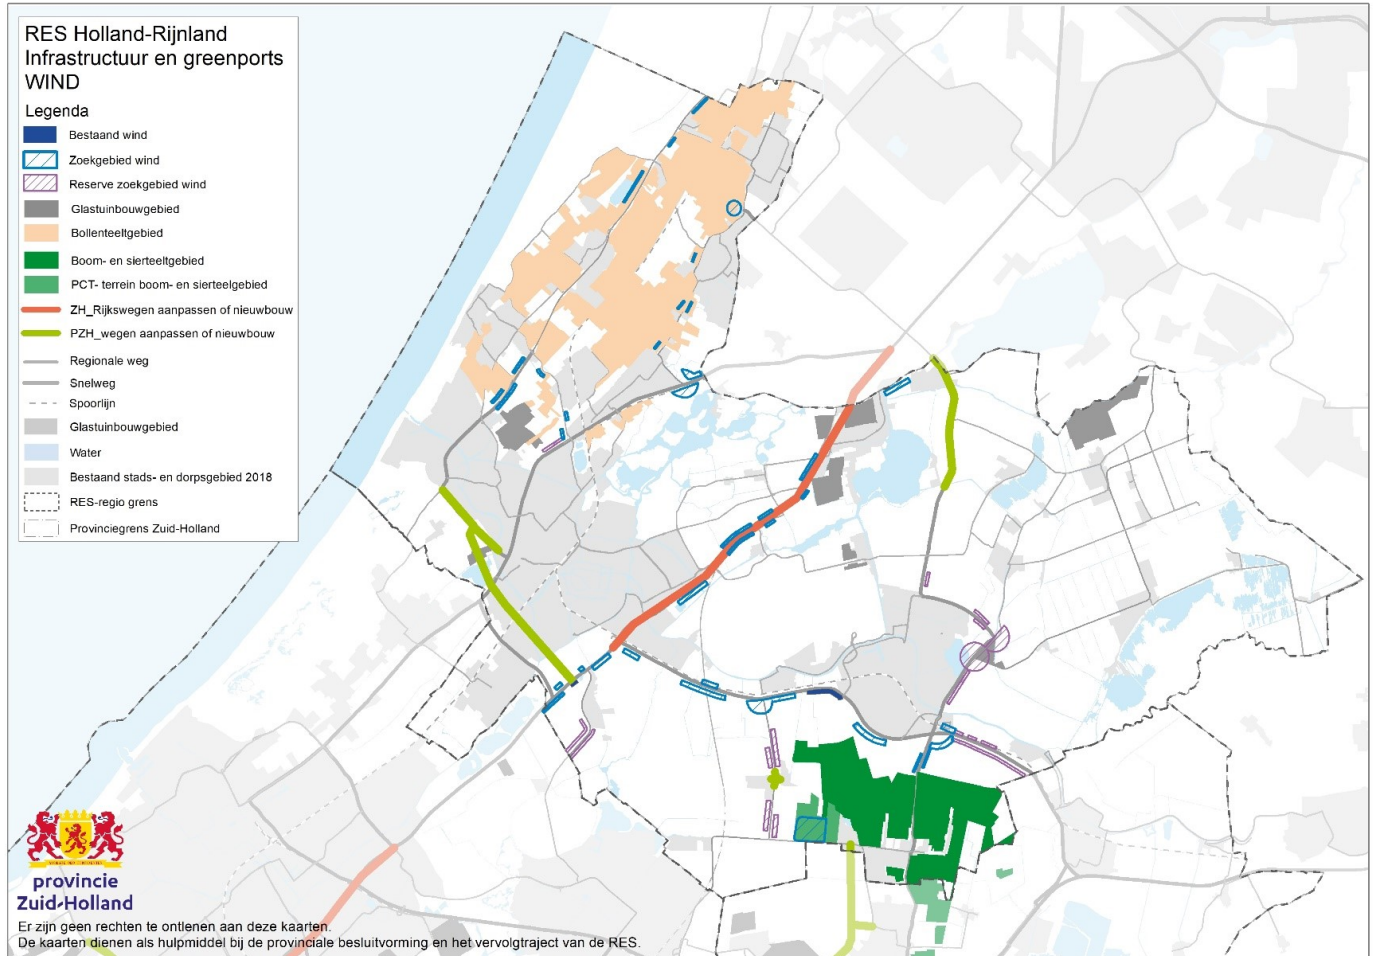 RES Holland-Rijnland
Infrastructuur en greenports
WIND
Legenda
Bestaand wind
Zoekgebied wind
Reserve zoekgebied wind
Glastuinbouwgebied
Bollenteeltgebied
Boom- en sierteeltgebied
PCT- terrein boom- en sierteelgebied
ZH_Rijkswegen aanpassen of nieuwbouw
PZH_wegen aanpassen of nieuwbouw
Regionale weg
Snelweg
Spoorlijn
Glastuinbouwgebied
Water
Bestaand stads- en dorpsgebied 2018
RES-regio grens
Provinciegrens Zuid-Holland
provincie
Zuid-Holland
Er zijn geen rechten te ontlenen aan deze kaarten.
De kaarten dienen als hulpmiddel bij de provinciale besluitvorming en het vervolgtraject van de RES.